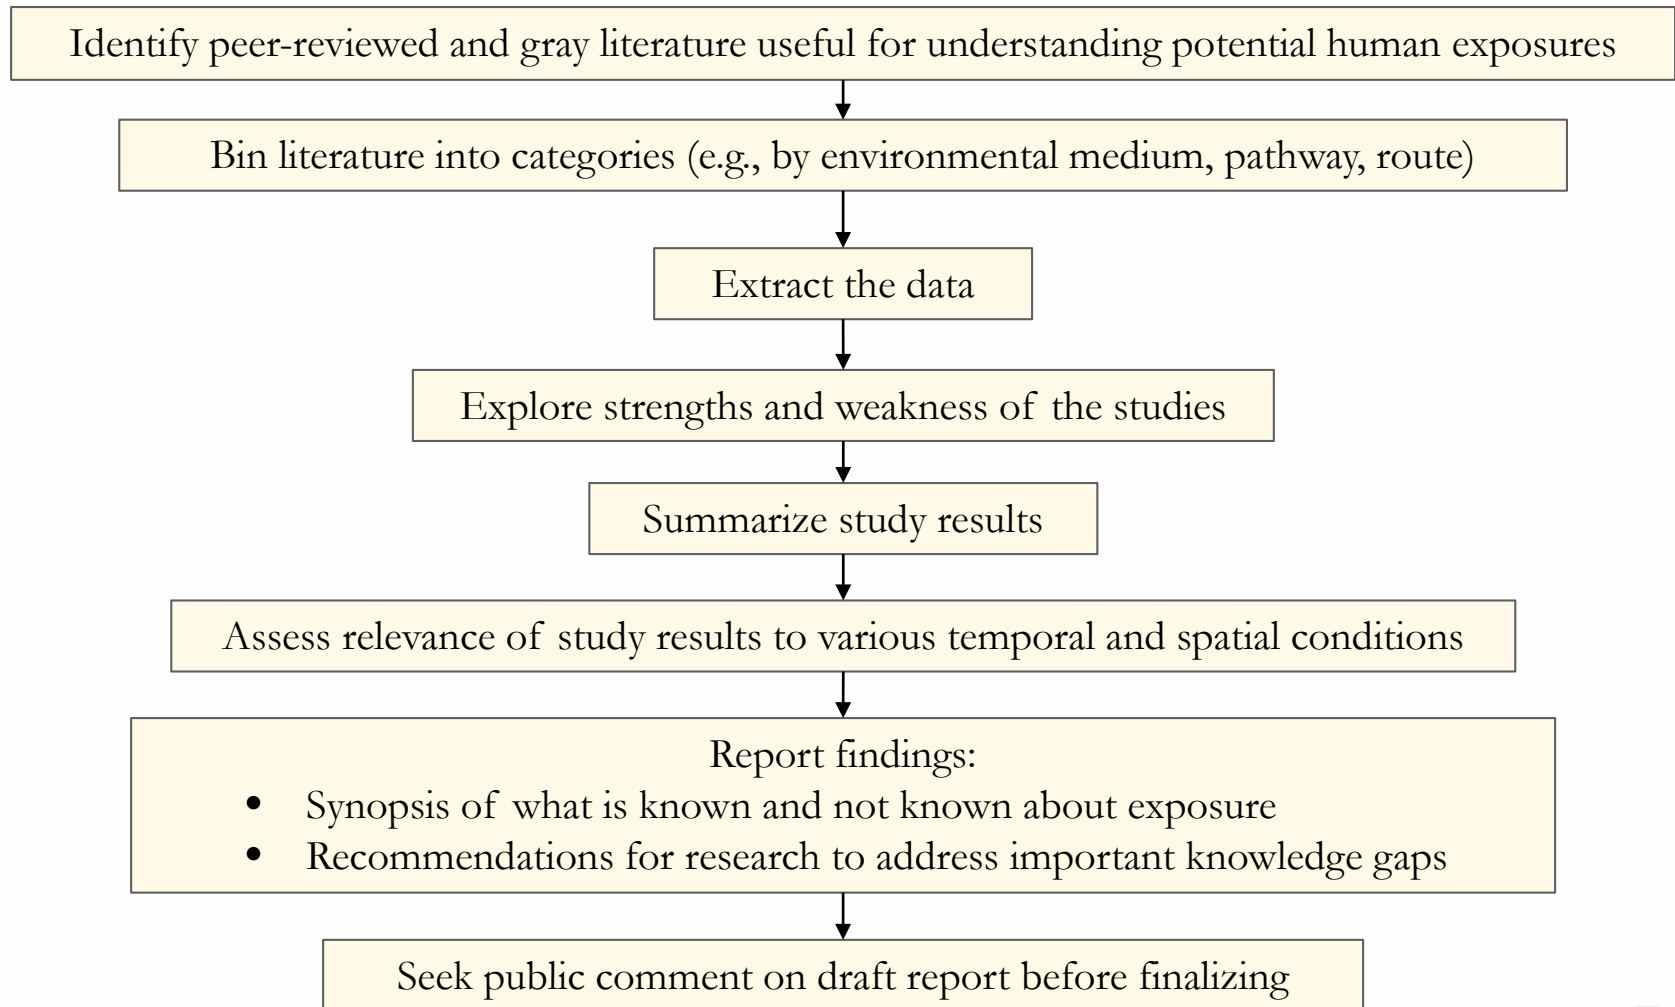 Identify peer-reviewed and gray literature useful for understanding potential human exposures
Bin literature into categories (e.g., by environmental medium, pathway, route)
Extract the data
Explore strengths and weakness of the studies
Summarize study results
Assess relevance of study results to various temporal and spatial conditions
Report findings:
• Synopsis of what is known and not known about exposure
• Recommendations for research to address important knowledge gaps
Seek public comment on draft report before finalizing